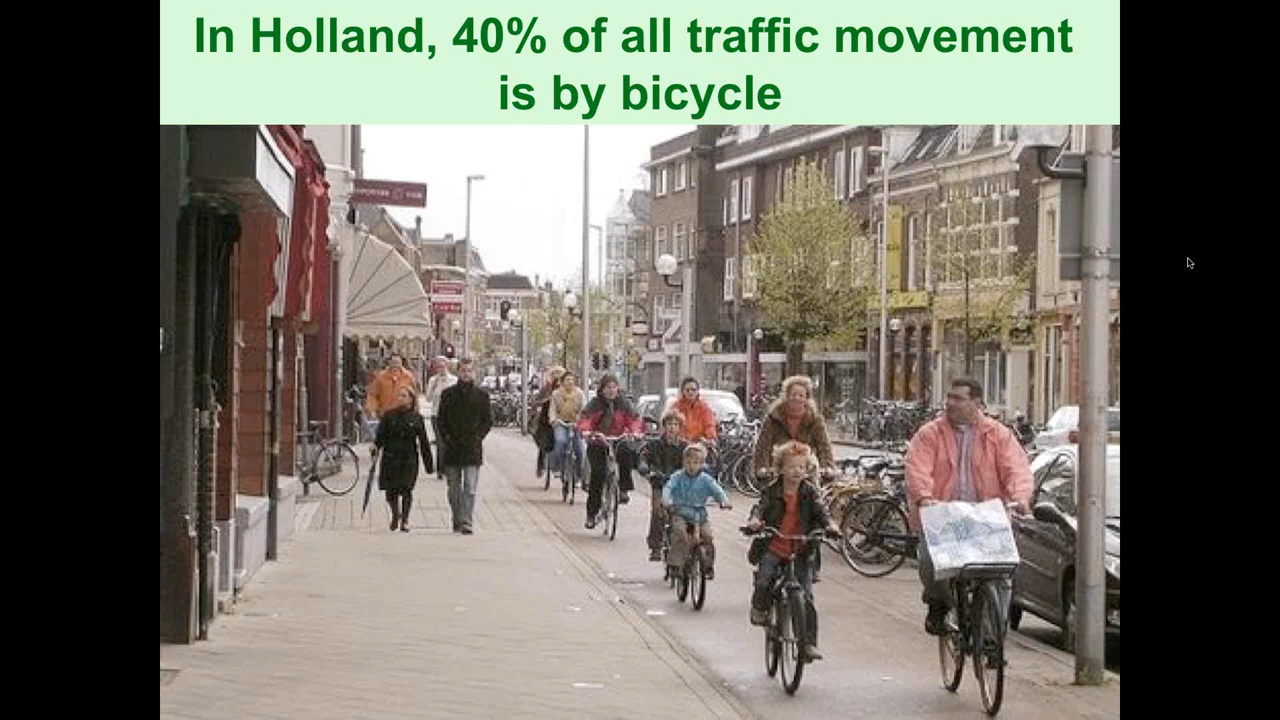 In Holland, 40% of all traffic movement
is by bicycle